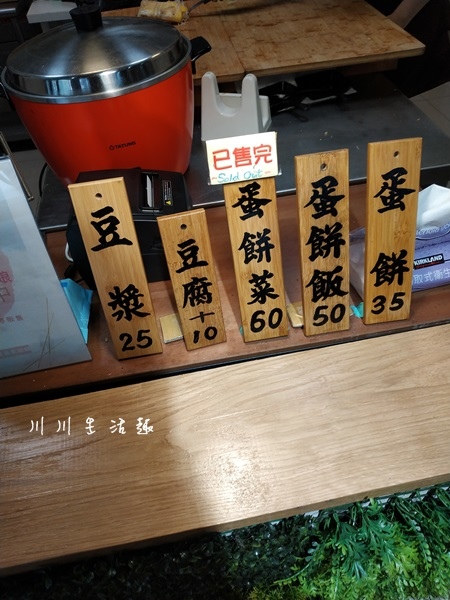 TATUNG
已售完
-Sold Out-
豆漿
25
豆腐
+10
蛋餅菜
60
蛋餅飯
50
蛋餅
35
KIRKLAND
川川生活趣